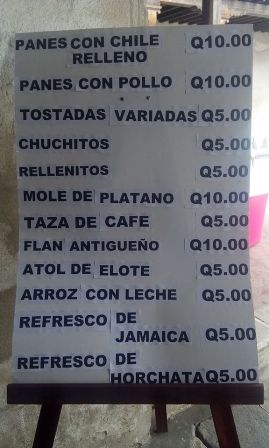 PANES CON CHILE Q10.00
RELLENO
PANES CON POLLO Q10.00
TOSTADAS VARIADAS Q5.00
CHUCHITOS Q5.00
RELLENITOS Q5.00
MOLE DE PLATANO Q10.00
TAZA DE CAFE Q5.00
FLAN ANTIGUEÑO Q10.00
ATOL DE ELOTE Q5.00
ARROZ CON LECHE Q5.00
REFRESCO DE
JAMAICA Q5.00
REFRESCO DE
HORCHATA Q5.00